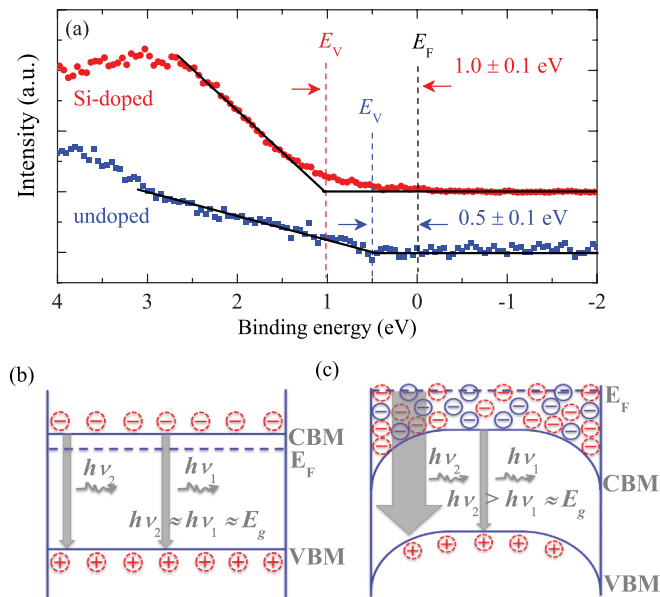 (a)
E_V
E_F
1.0 ± 0.1 eV
Si-doped
E_V
undoped
0.5 ± 0.1 eV
Intensity (a.u.)
4 3 2 1 0 -1 -2
Binding energy (eV)
(b)
CBM
E_F
hν_2 hν_1
hν_2 ≈ hν_1 ≈ E_g
VBM
(c)
E_F
hν_2 hν_1
hν_2 > hν_1 ≈ E_g
CBM
VBM